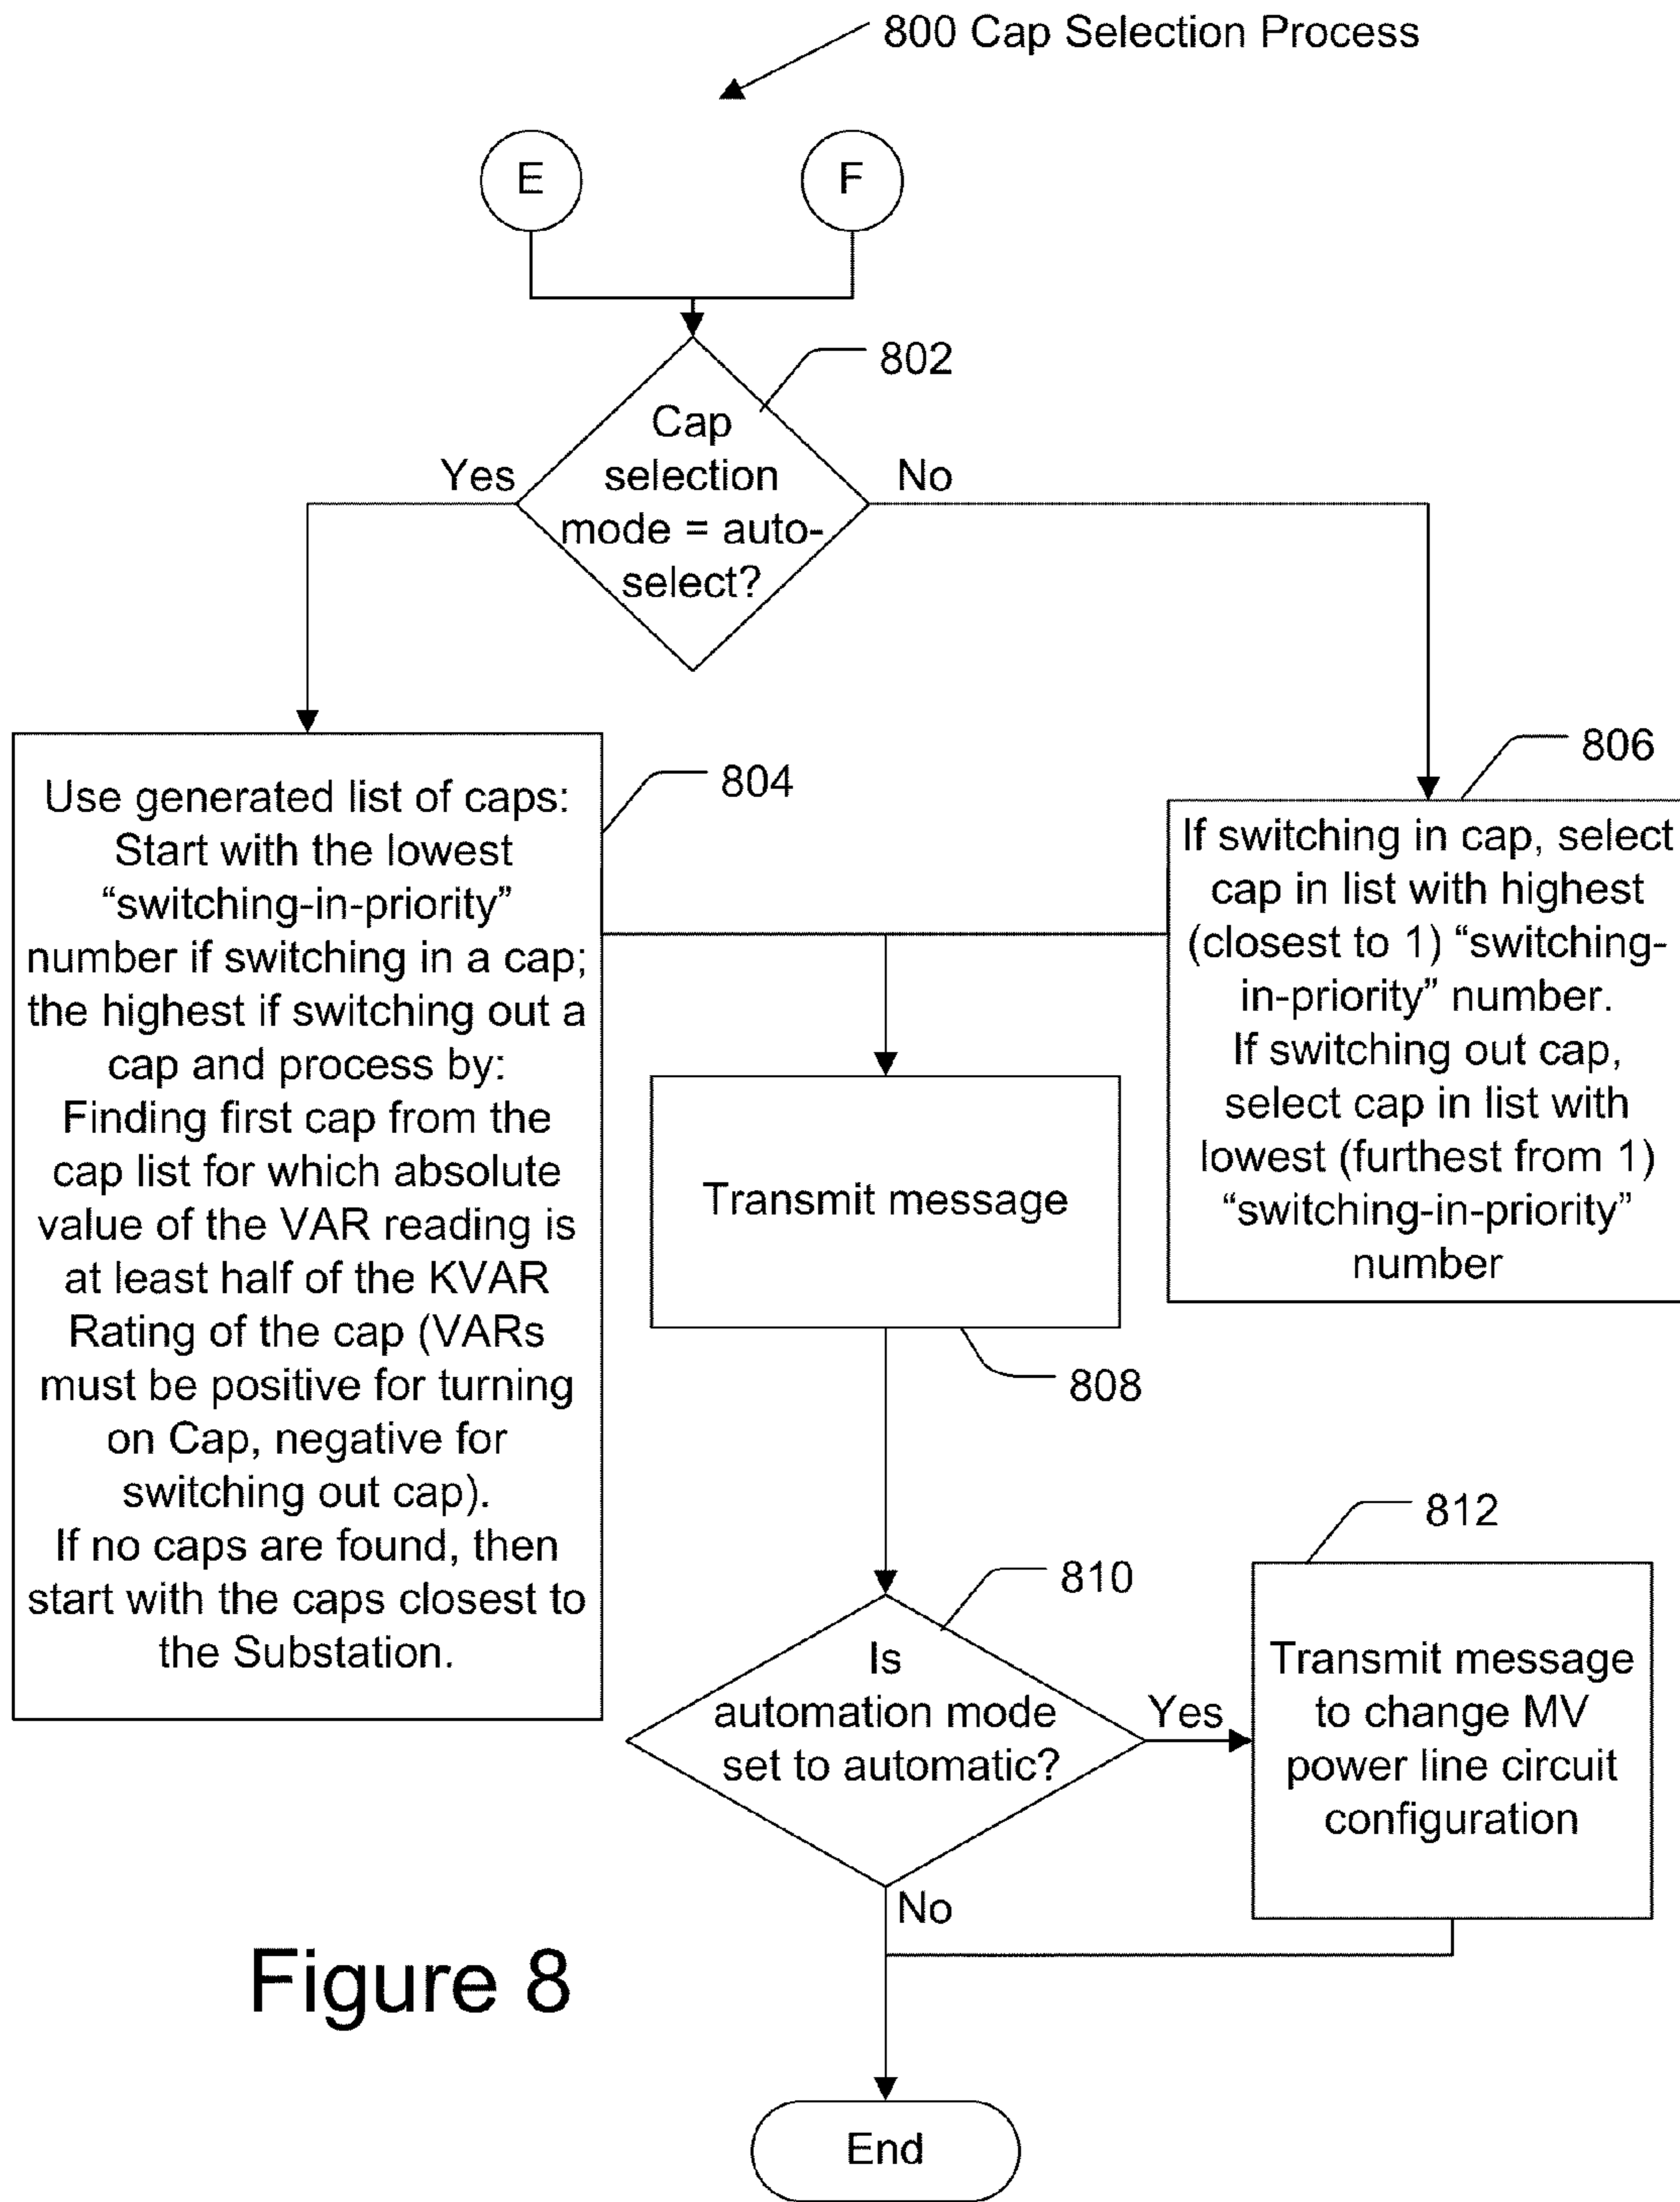 800 Cap Selection Process
E
F
802
Cap
selection
mode = auto-
select?
Yes
No
804
Use generated list of caps:
Start with the lowest
“switching-in-priority”
number if switching in a cap;
the highest if switching out a
cap and process by:
Finding first cap from the
cap list for which absolute
value of the VAR reading is
at least half of the KVAR
Rating of the cap (VARs
must be positive for turning
on Cap, negative for
switching out cap).
If no caps are found, then
start with the caps closest to
the Substation.
806
If switching in cap, select
cap in list with highest
(closest to 1) “switching-
in-priority” number.
If switching out cap,
select cap in list with
lowest (furthest from 1)
“switching-in-priority”
number
Transmit message
808
810
Is
automation mode
set to automatic?
Yes
No
812
Transmit message
to change MV
power line circuit
configuration
End
Figure 8